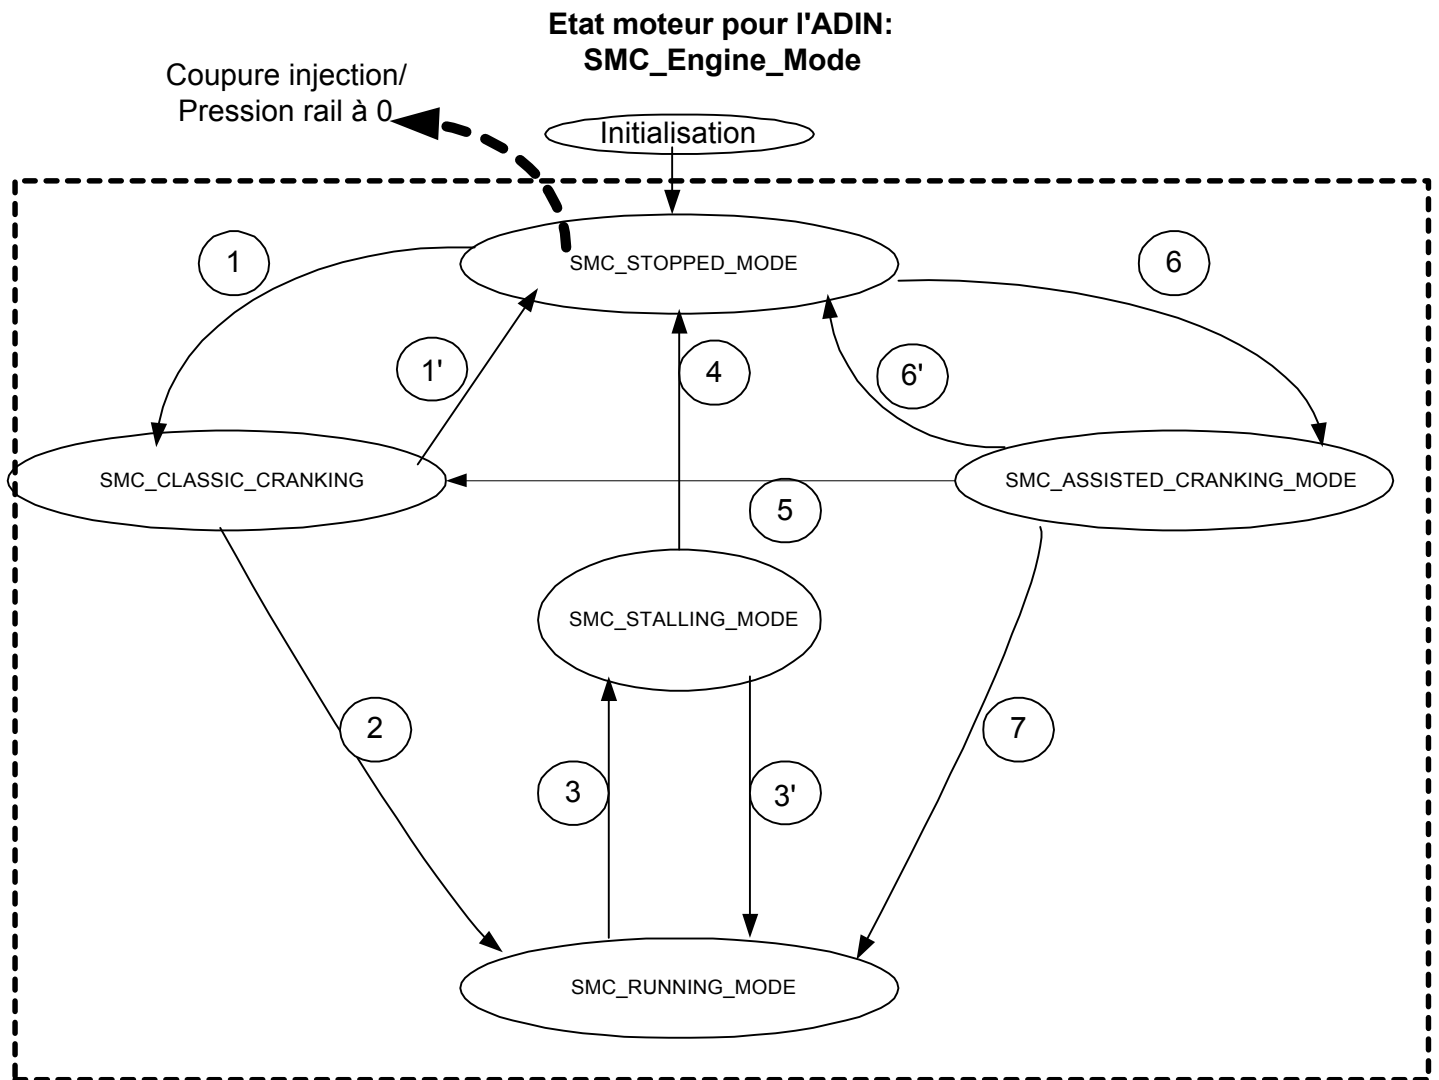 Etat moteur pour l'ADIN:
SMC_Engine_Mode
Coupure injection/
Pression rail à 0
Initialisation
1
SMC_STOPPED_MODE
6
1'
4
6'
SMC_CLASSIC_CRANKING
SMC_ASSISTED_CRANKING_MODE
5
SMC_STALLING_MODE
2
7
3
3'
SMC_RUNNING_MODE